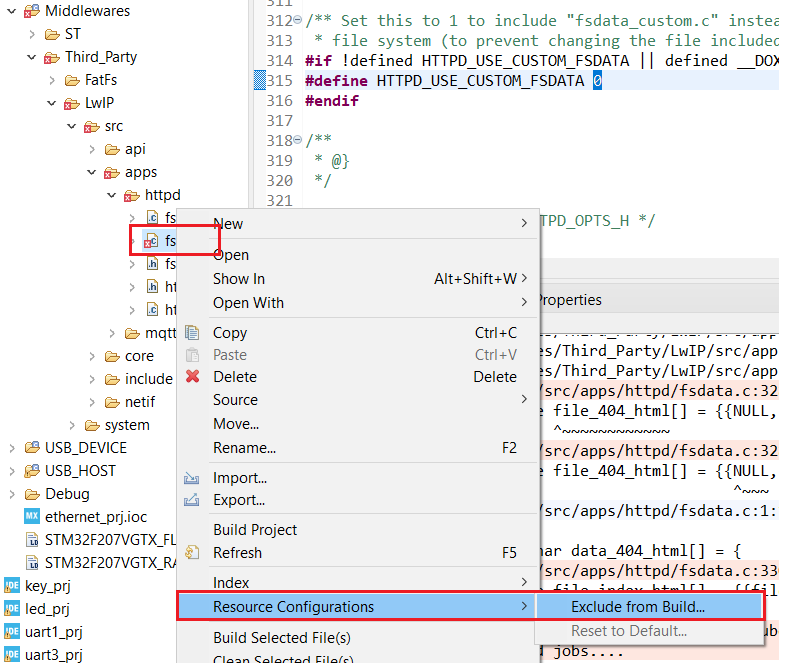 Middlewares
ST
Third_Party
FatFs
LwIP
src
api
apps
httpd
fs
fs
fs
ht
ht
mqtt
core
include
netif
system
USB_DEVICE
USB_HOST
Debug
ethernet_prj.ioc
STM32F207VGTX_FL
STM32F207VGTX_RA
key_prj
led_prj
uart1_prj
uart3_prj
311
312 /** Set this to 1 to include "fsdata_custom.c" instea
313 * file system (to prevent changing the file included
314 #if !defined HTTPD_USE_CUSTOM_FSDATA || defined __DOX
315 #define HTTPD_USE_CUSTOM_FSDATA 0
316 #endif
317
318 /**
319 * @}
320 */
321
TPD_OPTS_H */
New
Open
Show In Alt+Shift+W
Open With
Copy Ctrl+C
Paste Ctrl+V
Delete Delete
Source
Move...
Rename... F2
Import...
Export...
Build Project
Refresh F5
Index
Resource Configurations
Build Selected File(s)
Clean Selected File(s)
Exclude from Build...
Reset to Default...
Properties
es/Third_Party/LwIP/src/app
es/Third_Party/LwIP/src/app
es/Third_Party/LwIP/src/app
/src/apps/httpd/fsdata.c:32
e file_404_html[] = {{NULL,
^~~~~~~~~~~~~
/src/apps/httpd/fsdata.c:32
e file_404_html[] = {{NULL,
^~~~
/src/apps/httpd/fsdata.c:1:
ar data_404_html[] = {
/src/apps/httpd/fsdata.c:33
e file_index_html[] = {{fil
ub
d jobs....